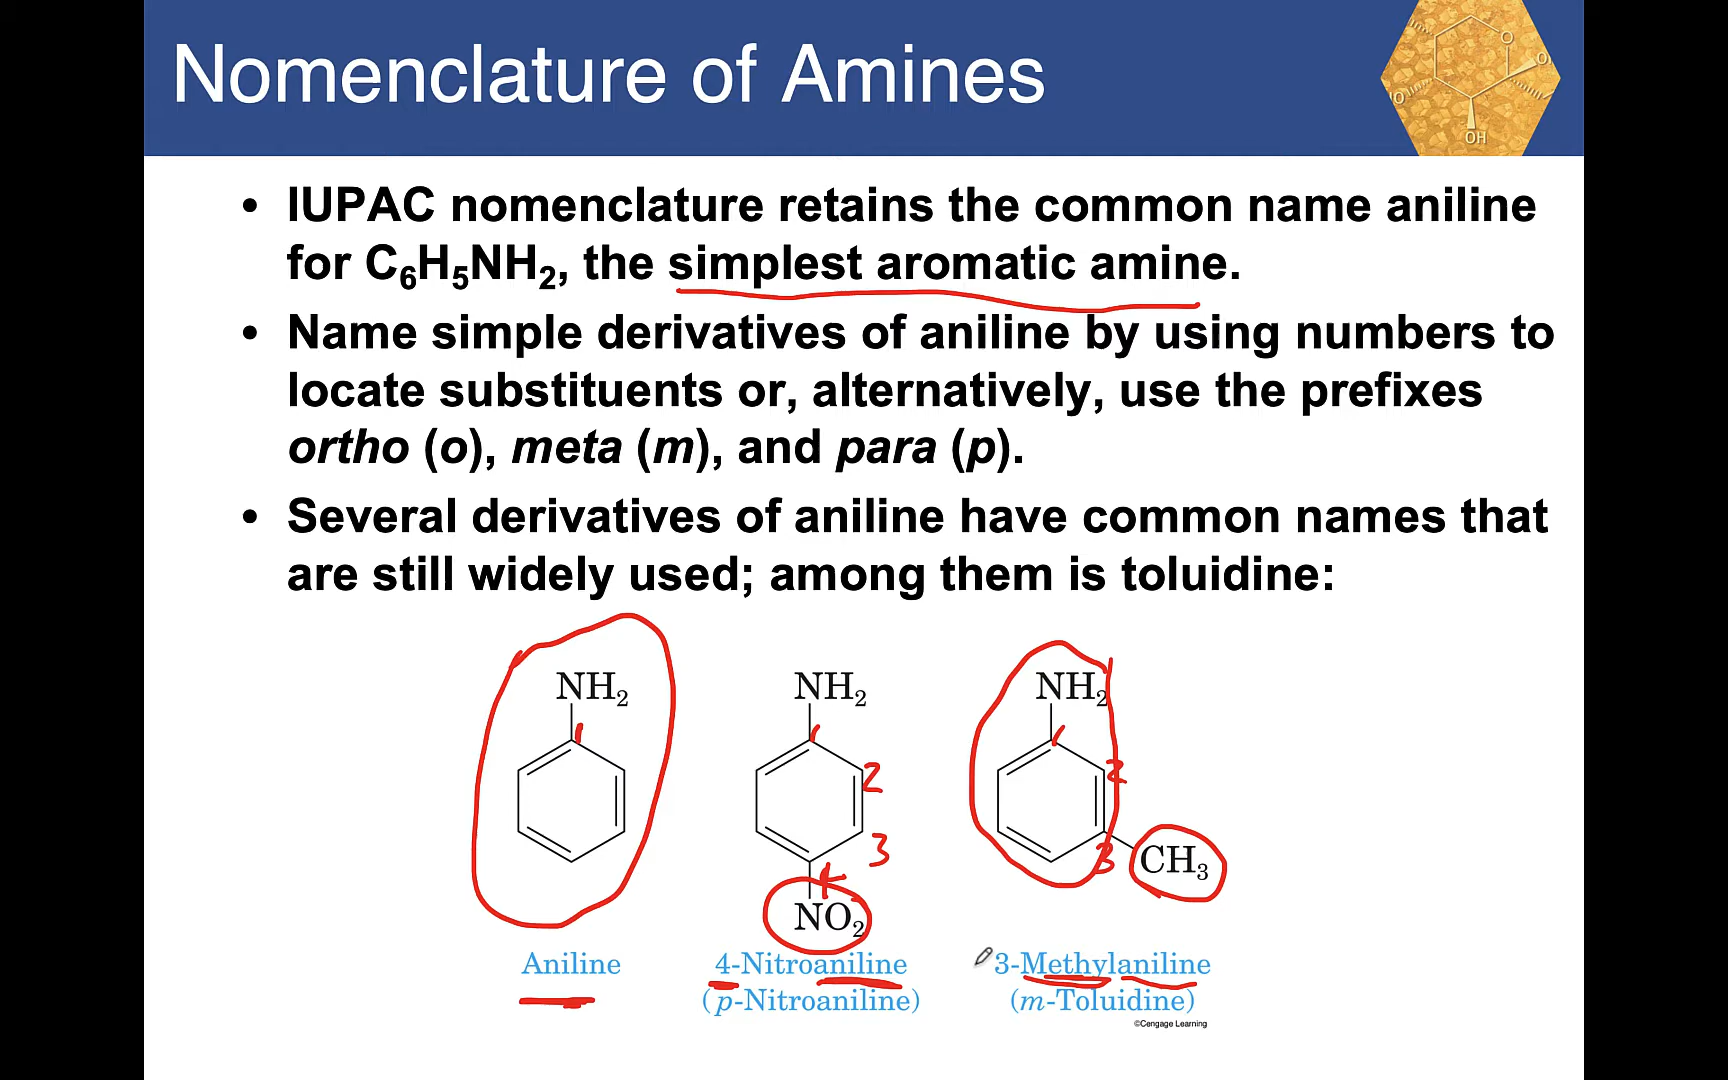 Nomenclature of Amines
O
O
O
OH
• IUPAC nomenclature retains the common name aniline
for C₆H₅NH₂, the simplest aromatic amine.
• Name simple derivatives of aniline by using numbers to
locate substituents or, alternatively, use the prefixes
ortho (o), meta (m), and para (p).
• Several derivatives of aniline have common names that
are still widely used; among them is toluidine:
NH₂ NH₂ NH₂
1 1 1
2 2
3 3
4
CH₃
NO₂
Aniline 4-Nitroaniline 3-Methylaniline
(p-Nitroaniline) (m-Toluidine)
©Cengage Learning